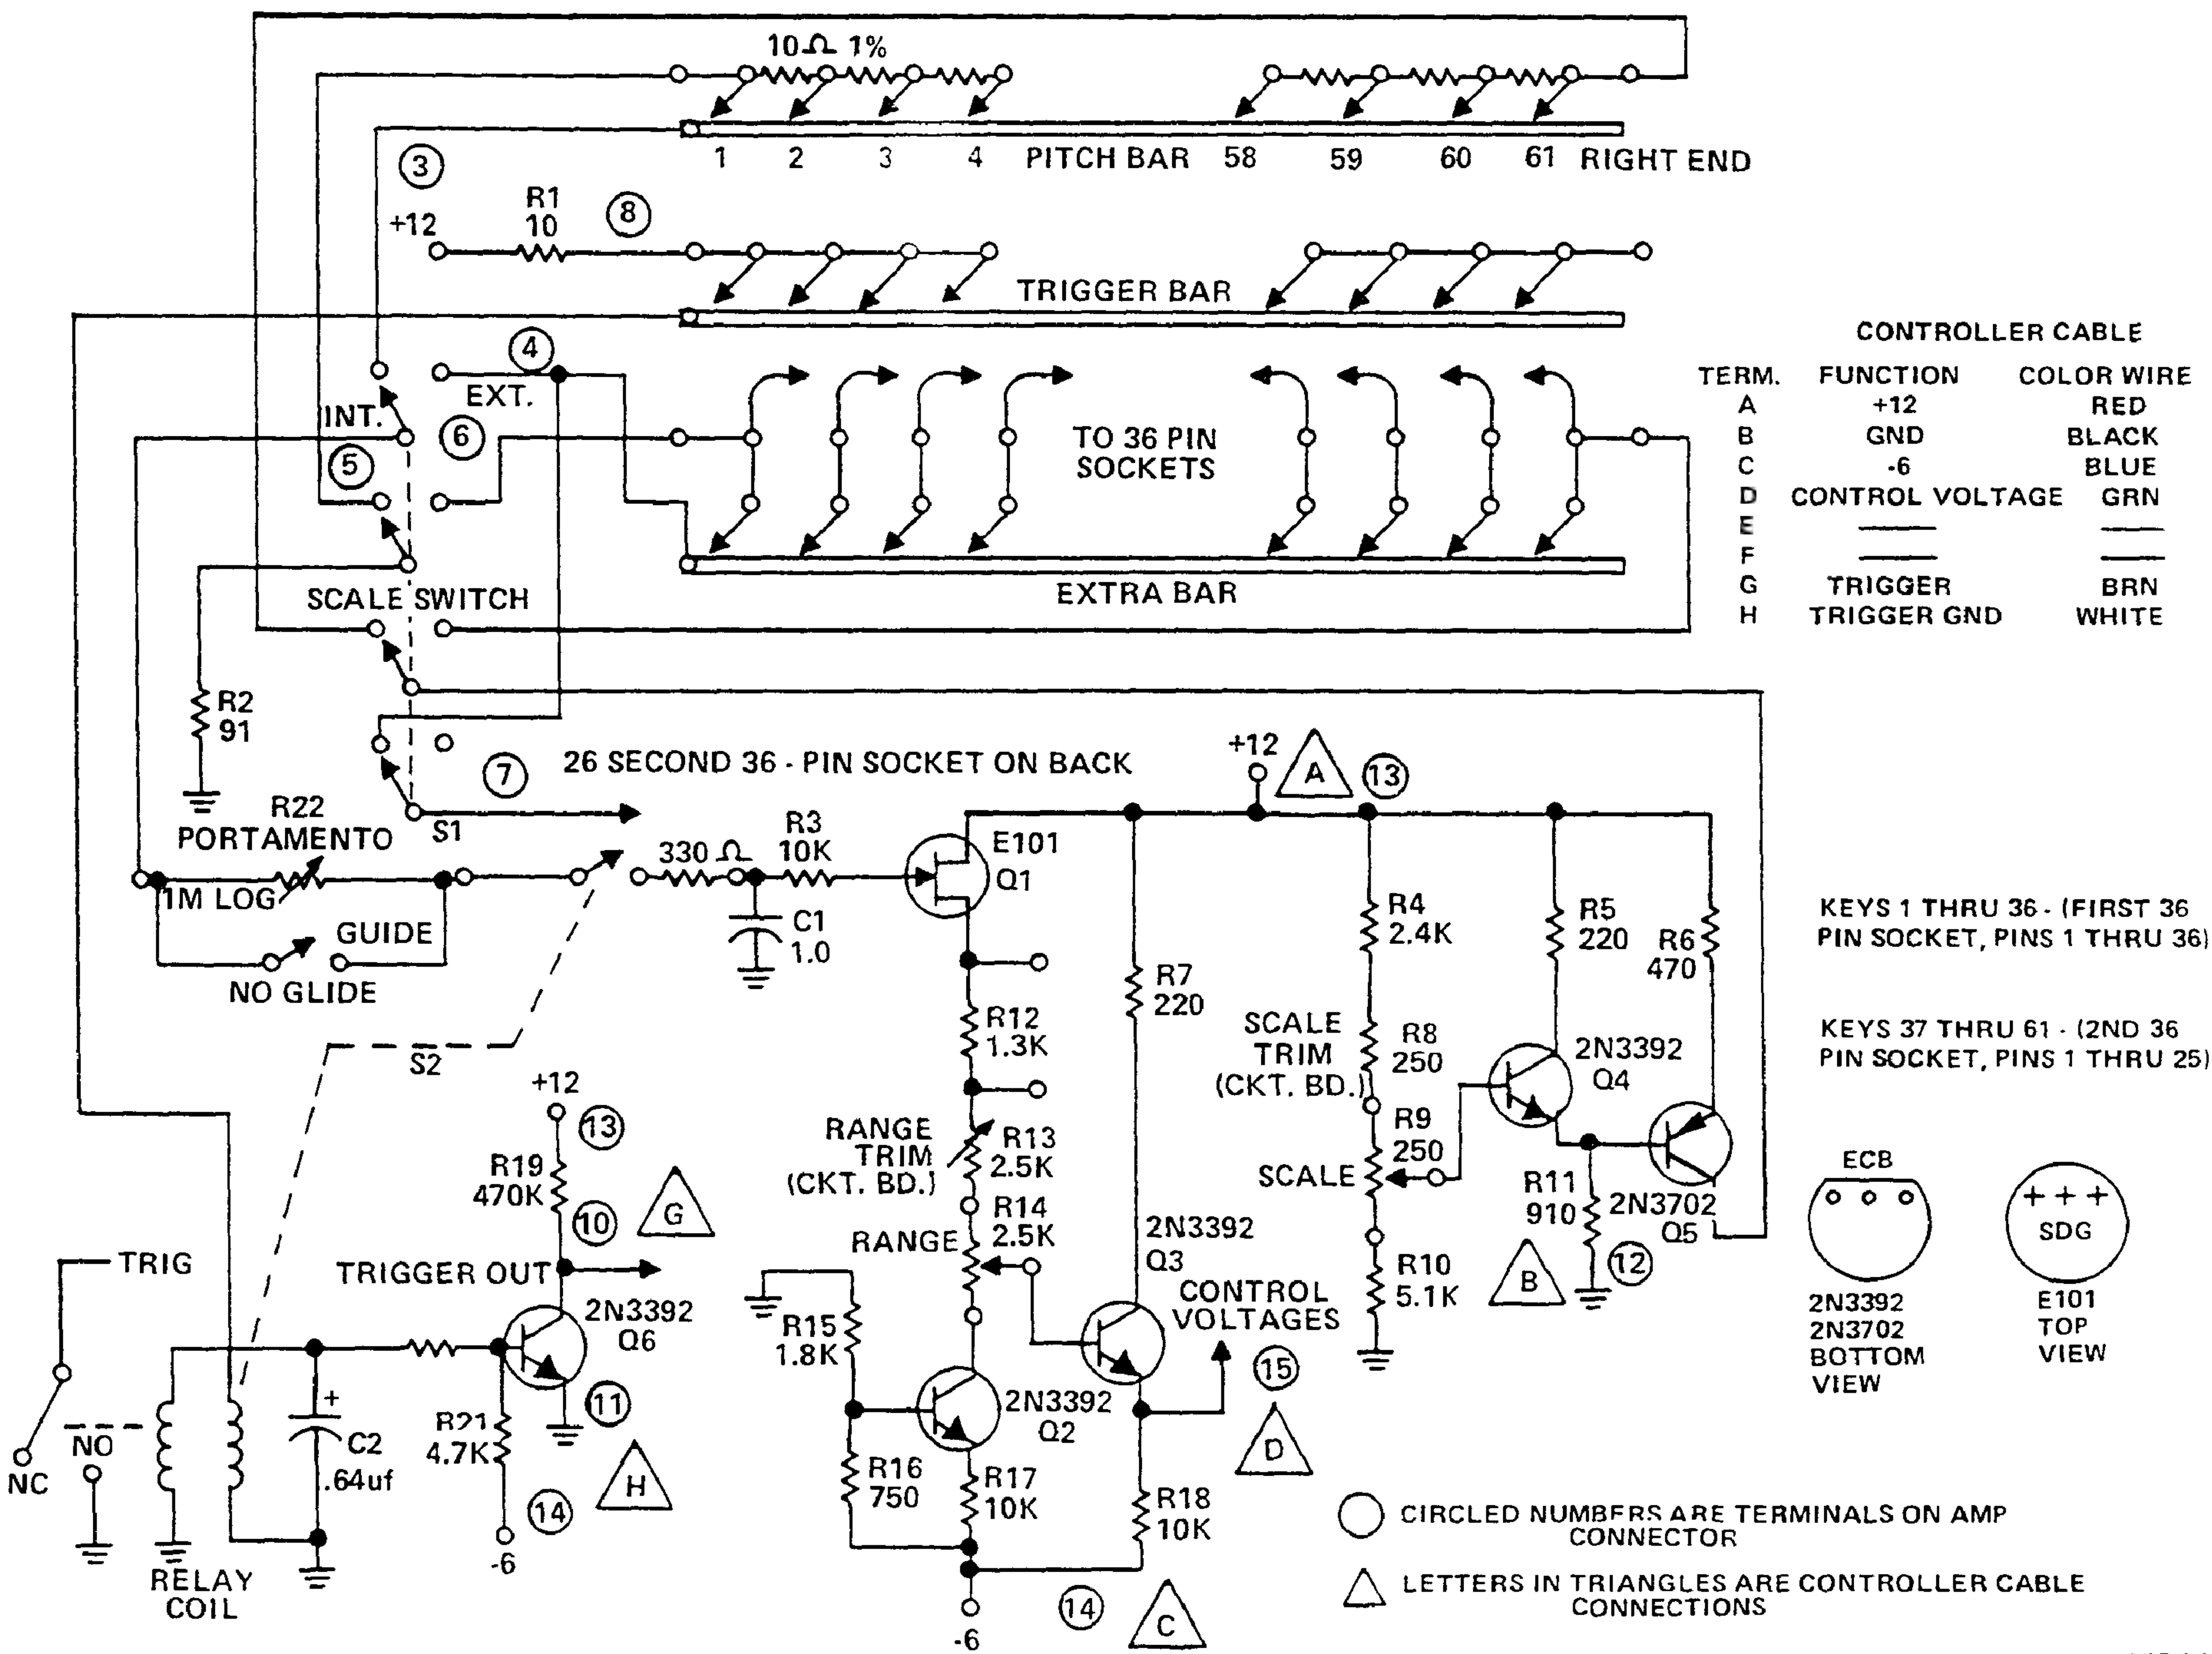 10Ω 1%
1 2 3 4 PITCH BAR 58 59 60 61 RIGHT END
3
R1
10
8
+12
TRIGGER BAR
4
EXT.
INT.
6
5
TO 36 PIN
SOCKETS
EXTRA BAR
SCALE SWITCH
CONTROLLER CABLE
TERM. FUNCTION COLOR WIRE
A +12 RED
B GND BLACK
C -6 BLUE
D CONTROL VOLTAGE GRN
E
F
G TRIGGER BRN
H TRIGGER GND WHITE
R2
91
7
26 SECOND 36 - PIN SOCKET ON BACK
S1
R22
PORTAMENTO
1M LOG
GUIDE
NO GLIDE
S2
330 Ω
R3
10K
C1
1.0
E101
Q1
+12
A
13
R4
2.4K
R5
220
R6
470
R7
220
R12
1.3K
SCALE
TRIM
(CKT. BD.)
R8
250
R9
250
SCALE
R10
5.1K
2N3392
Q4
R11
910
2N3702
Q5
B
12
KEYS 1 THRU 36 - (FIRST 36
PIN SOCKET, PINS 1 THRU 36)
KEYS 37 THRU 61 - (2ND 36
PIN SOCKET, PINS 1 THRU 25)
RANGE
TRIM
(CKT. BD.)
R13
2.5K
R14
2.5K
RANGE
2N3392
Q3
CONTROL
VOLTAGES
15
D
+12
13
R19
470K
10
G
TRIGGER OUT
2N3392
Q6
11
H
R21
4.7K
14
-6
TRIG
NC
NO
C2
+
.64uf
RELAY
COIL
R15
1.8K
R16
750
2N3392
Q2
R17
10K
R18
10K
14
C
-6
ECB
2N3392
2N3702
BOTTOM
VIEW
+ + +
SDG
E101
TOP
VIEW
CIRCLED NUMBERS ARE TERMINALS ON AMP
CONNECTOR
LETTERS IN TRIANGLES ARE CONTROLLER CABLE
CONNECTIONS